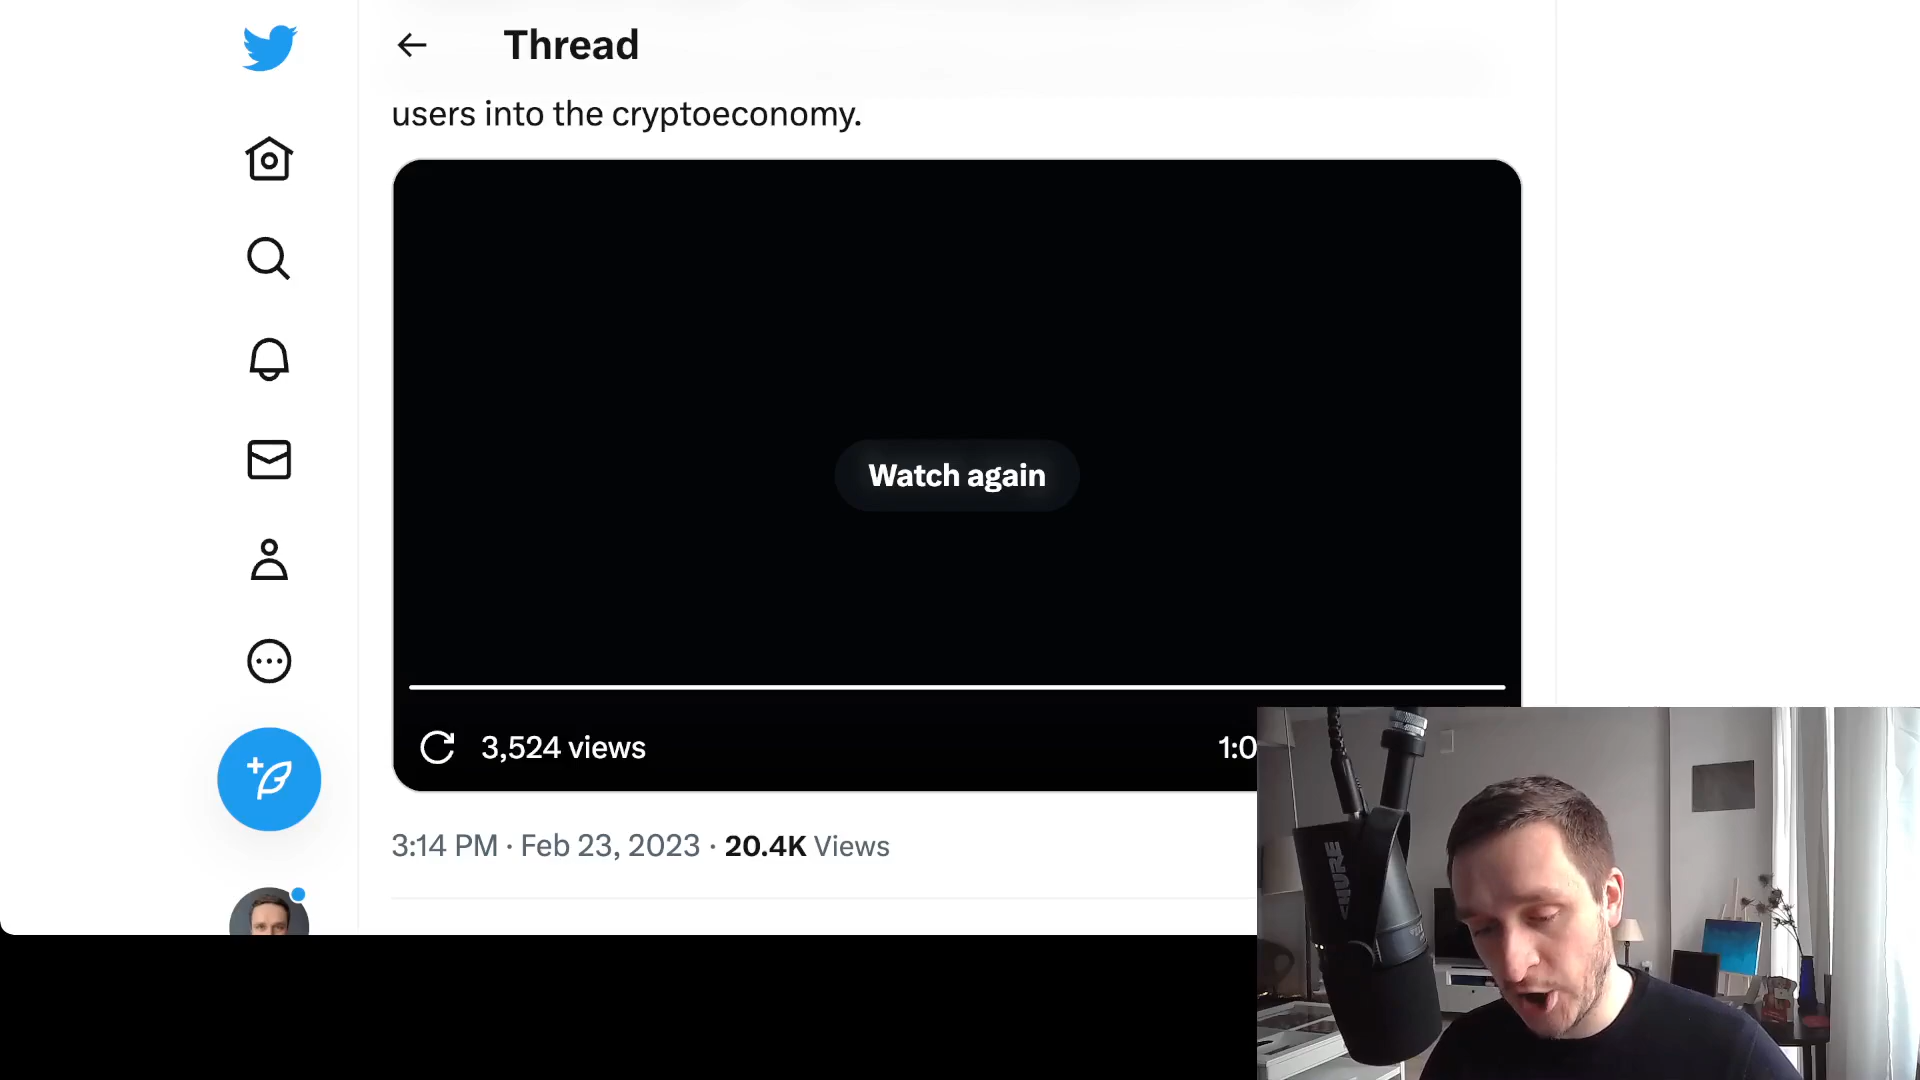 Thread
users into the cryptoeconomy.
Watch again
3,524 views
1:0
3:14 PM · Feb 23, 2023 · 20.4K Views
SHURE